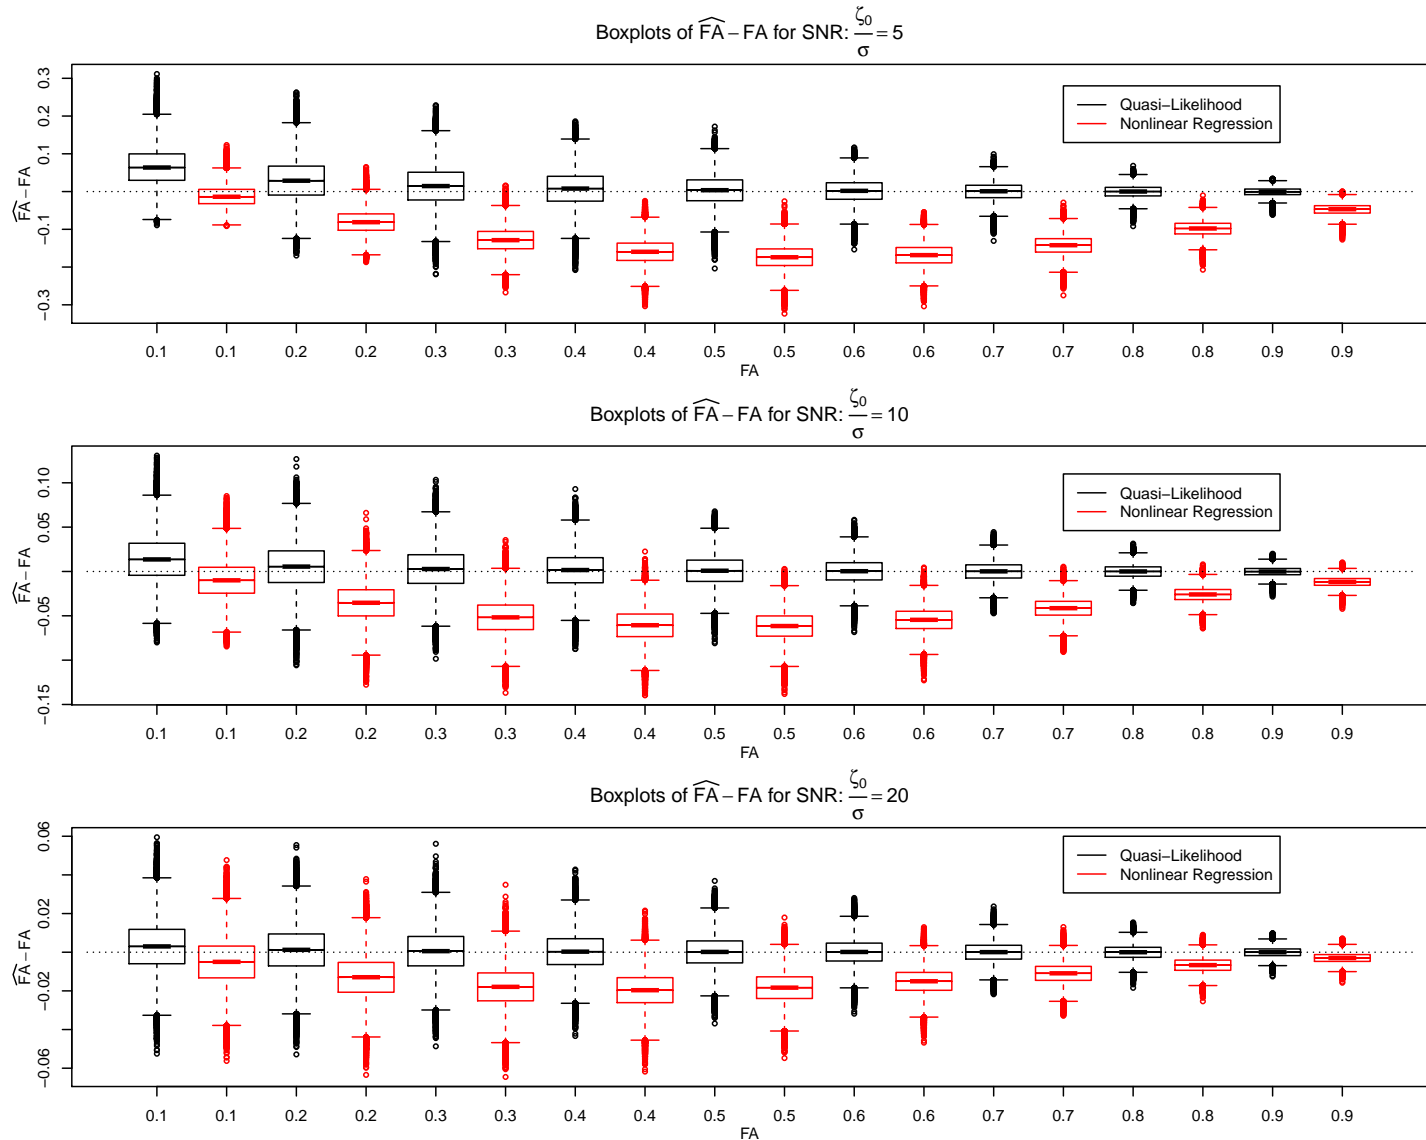 Boxplots of F̂A − FA for SNR: ζ0/σ = 5
F̂A − FA
0.3
0.2
0.1
−0.1
−0.3
Quasi−Likelihood
Nonlinear Regression
0.1 0.1 0.2 0.2 0.3 0.3 0.4 0.4 0.5 0.5 0.6 0.6 0.7 0.7 0.8 0.8 0.9 0.9
FA
Boxplots of F̂A − FA for SNR: ζ0/σ = 10
F̂A − FA
0.10
0.05
−0.05
−0.15
Quasi−Likelihood
Nonlinear Regression
0.1 0.1 0.2 0.2 0.3 0.3 0.4 0.4 0.5 0.5 0.6 0.6 0.7 0.7 0.8 0.8 0.9 0.9
FA
Boxplots of F̂A − FA for SNR: ζ0/σ = 20
F̂A − FA
0.06
0.02
−0.02
−0.06
Quasi−Likelihood
Nonlinear Regression
0.1 0.1 0.2 0.2 0.3 0.3 0.4 0.4 0.5 0.5 0.6 0.6 0.7 0.7 0.8 0.8 0.9 0.9
FA